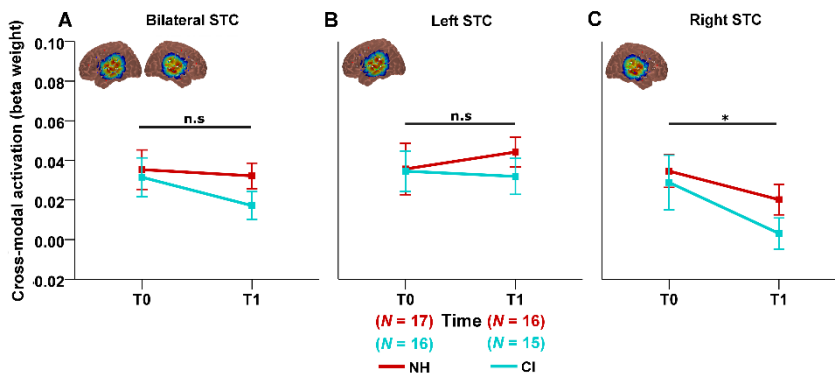 A Bilateral STC
B Left STC
C Right STC
Cross-modal activation (beta weight)
0.10
0.08
0.06
0.04
0.02
0.00
-.02
n.s
n.s
*
T0 T1
T0 T1
T0 T1
Time
(N = 17) (N = 16)
(N = 16) (N = 15)
NH CI